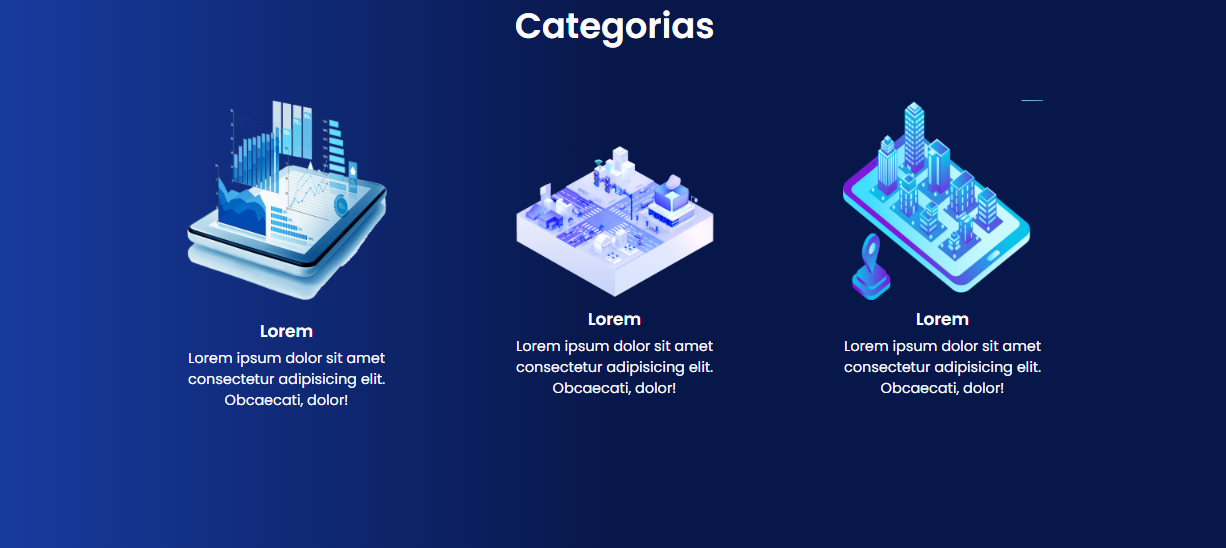 Categorias
Lorem
Lorem ipsum dolor sit amet
consectetur adipisicing elit.
Obcaecati, dolor!
Lorem
Lorem ipsum dolor sit amet
consectetur adipisicing elit.
Obcaecati, dolor!
Lorem
Lorem ipsum dolor sit amet
consectetur adipisicing elit.
Obcaecati, dolor!